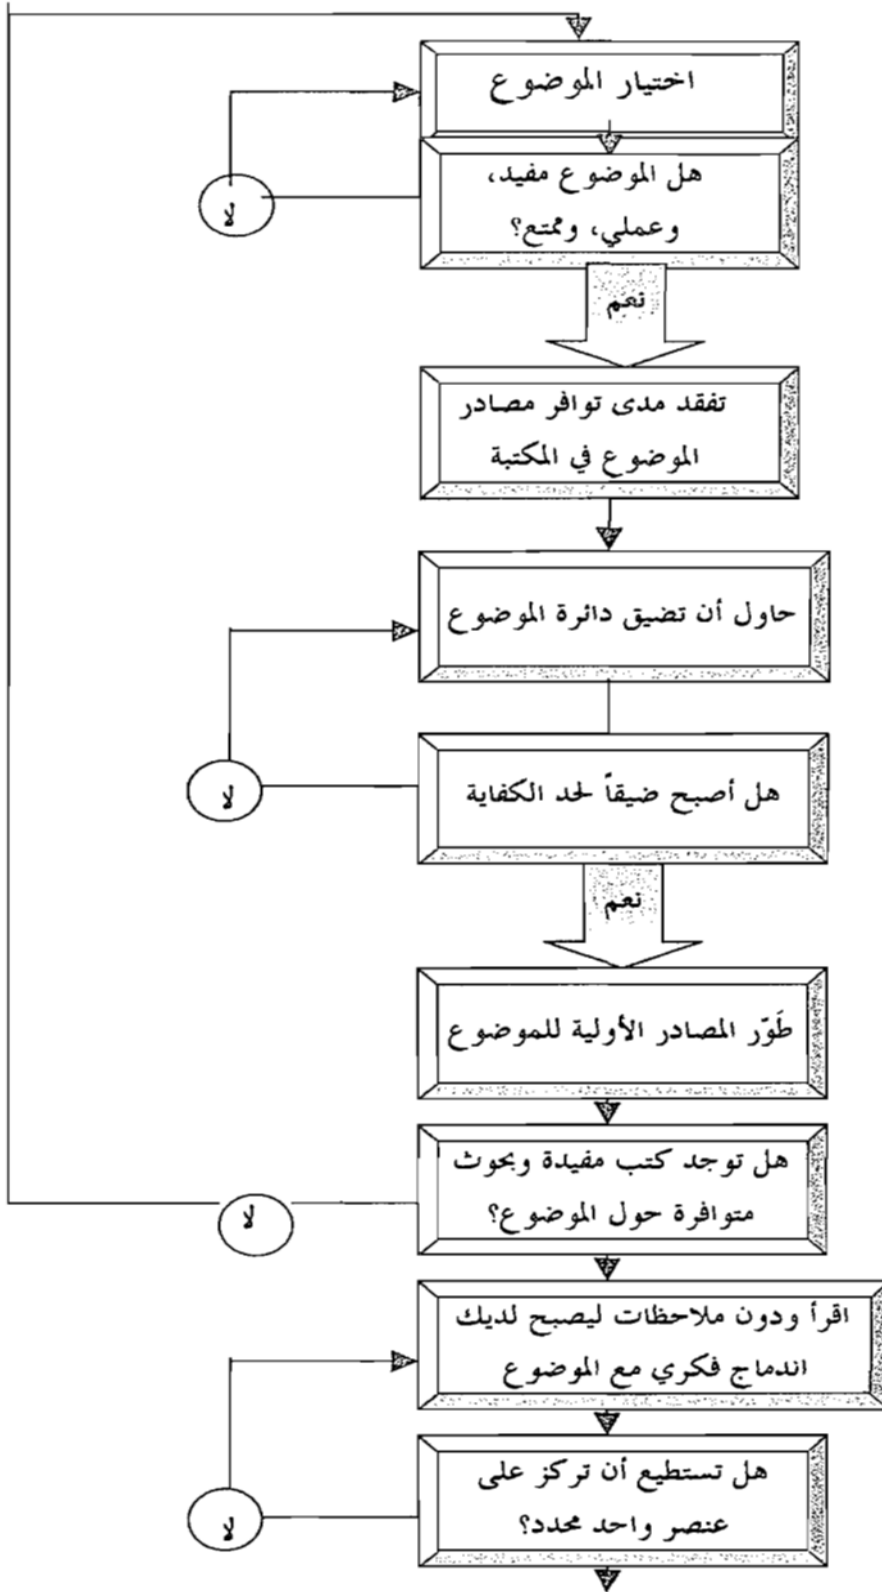 اختيار الموضوع
هل الموضوع مفيد،
وعملي، وممتع؟
لا
نعم
تفقد مدى توافر مصادر
الموضوع في المكتبة
حاول أن تضيق دائرة الموضوع
هل أصبح ضيقاً لحد الكفاية
لا
نعم
طَوّر المصادر الأولية للموضوع
هل توجد كتب مفيدة وبحوث
متوافرة حول الموضوع؟
لا
اقرأ ودون ملاحظات ليصبح لديك
اندماج فكري مع الموضوع
هل تستطيع أن تركز على
عنصر واحد محدد؟
لا